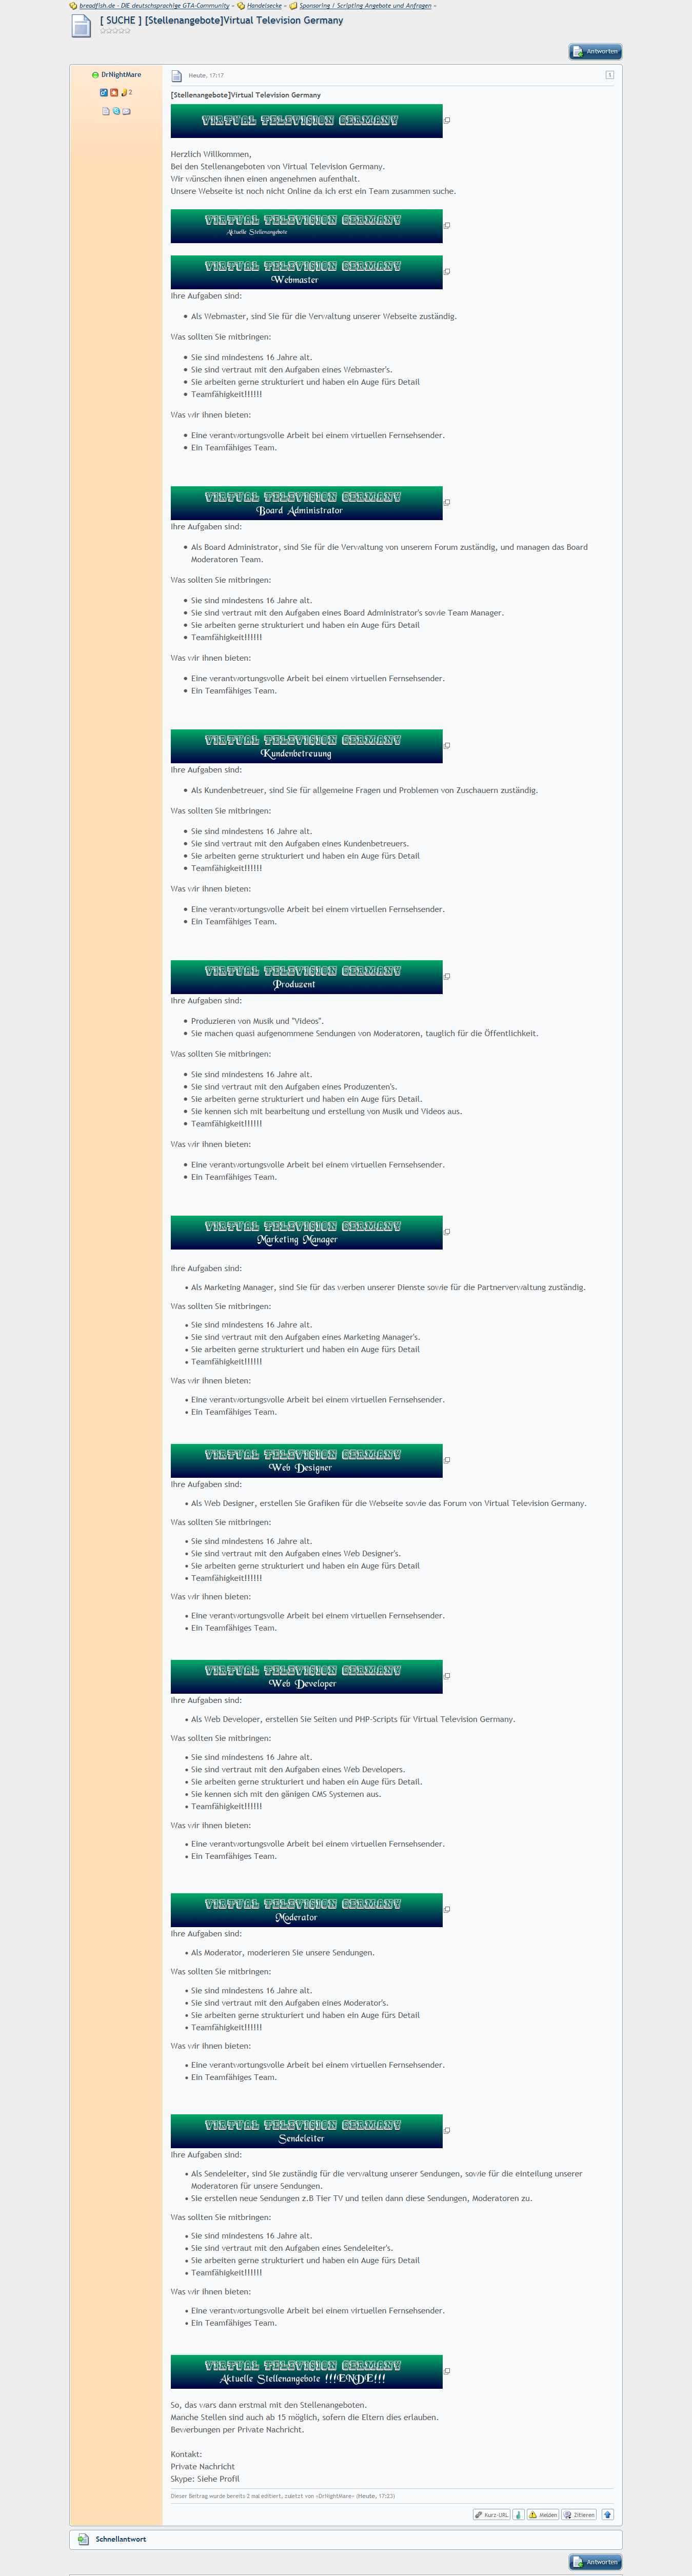 breadfish.de - DIE deutschsprachige GTA-Community » Handelsecke » Sponsoring / Scripting Angebote und Anfragen »
[ SUCHE ] [Stellenangebote]Virtual Television Germany
Antworten
DrNightMare
Heute, 17:17
1
2
[Stellenangebote]Virtual Television Germany
VIRTUAL TELEVISION GERMANY
Herzlich Willkommen,
Bei den Stellenangeboten von Virtual Television Germany.
Wir wünschen ihnen einen angenehmen aufenthalt.
Unsere Webseite ist noch nicht Online da ich erst ein Team zusammen suche.
VIRTUAL TELEVISION GERMANY
Aktuelle Stellenangebote
VIRTUAL TELEVISION GERMANY
Webmaster
Ihre Aufgaben sind:
Als Webmaster, sind Sie für die Verwaltung unserer Webseite zuständig.
Was sollten Sie mitbringen:
Sie sind mindestens 16 Jahre alt.
Sie sind vertraut mit den Aufgaben eines Webmaster's.
Sie arbeiten gerne strukturiert und haben ein Auge fürs Detail
Teamfähigkeit!!!!!!
Was wir ihnen bieten:
Eine verantwortungsvolle Arbeit bei einem virtuellen Fernsehsender.
Ein Teamfähiges Team.
VIRTUAL TELEVISION GERMANY
Board Administrator
Ihre Aufgaben sind:
Als Board Administrator, sind Sie für die Verwaltung von unserem Forum zuständig, und managen das Board
Moderatoren Team.
Was sollten Sie mitbringen:
Sie sind mindestens 16 Jahre alt.
Sie sind vertraut mit den Aufgaben eines Board Administrator's sowie Team Manager.
Sie arbeiten gerne strukturiert und haben ein Auge fürs Detail
Teamfähigkeit!!!!!!
Was wir ihnen bieten:
Eine verantwortungsvolle Arbeit bei einem virtuellen Fernsehsender.
Ein Teamfähiges Team.
VIRTUAL TELEVISION GERMANY
Kundenbetreuung
Ihre Aufgaben sind:
Als Kundenbetreuer, sind Sie für allgemeine Fragen und Problemen von Zuschauern zuständig.
Was sollten Sie mitbringen:
Sie sind mindestens 16 Jahre alt.
Sie sind vertraut mit den Aufgaben eines Kundenbetreuers.
Sie arbeiten gerne strukturiert und haben ein Auge fürs Detail
Teamfähigkeit!!!!!!
Was wir ihnen bieten:
Eine verantwortungsvolle Arbeit bei einem virtuellen Fernsehsender.
Ein Teamfähiges Team.
VIRTUAL TELEVISION GERMANY
Produzent
Ihre Aufgaben sind:
Produzieren von Musik und "Videos".
Sie machen quasi aufgenommene Sendungen von Moderatoren, tauglich für die Öffentlichkeit.
Was sollten Sie mitbringen:
Sie sind mindestens 16 Jahre alt.
Sie sind vertraut mit den Aufgaben eines Produzenten's.
Sie arbeiten gerne strukturiert und haben ein Auge fürs Detail.
Sie kennen sich mit bearbeitung und erstellung von Musik und Videos aus.
Teamfähigkeit!!!!!!
Was wir ihnen bieten:
Eine verantwortungsvolle Arbeit bei einem virtuellen Fernsehsender.
Ein Teamfähiges Team.
VIRTUAL TELEVISION GERMANY
Marketing Manager
Ihre Aufgaben sind:
Als Marketing Manager, sind Sie für das werben unserer Dienste sowie für die Partnerverwaltung zuständig.
Was sollten Sie mitbringen:
Sie sind mindestens 16 Jahre alt.
Sie sind vertraut mit den Aufgaben eines Marketing Manager's.
Sie arbeiten gerne strukturiert und haben ein Auge fürs Detail
Teamfähigkeit!!!!!!
Was wir ihnen bieten:
Eine verantwortungsvolle Arbeit bei einem virtuellen Fernsehsender.
Ein Teamfähiges Team.
VIRTUAL TELEVISION GERMANY
Web Designer
Ihre Aufgaben sind:
Als Web Designer, erstellen Sie Grafiken für die Webseite sowie das Forum von Virtual Television Germany.
Was sollten Sie mitbringen:
Sie sind mindestens 16 Jahre alt.
Sie sind vertraut mit den Aufgaben eines Web Designer's.
Sie arbeiten gerne strukturiert und haben ein Auge fürs Detail
Teamfähigkeit!!!!!!
Was wir ihnen bieten:
Eine verantwortungsvolle Arbeit bei einem virtuellen Fernsehsender.
Ein Teamfähiges Team.
VIRTUAL TELEVISION GERMANY
Web Developer
Ihre Aufgaben sind:
Als Web Developer, erstellen Sie Seiten und PHP-Scripts für Virtual Television Germany.
Was sollten Sie mitbringen:
Sie sind mindestens 16 Jahre alt.
Sie sind vertraut mit den Aufgaben eines Web Developers.
Sie arbeiten gerne strukturiert und haben ein Auge fürs Detail.
Sie kennen sich mit den gänigen CMS Systemen aus.
Teamfähigkeit!!!!!!
Was wir ihnen bieten:
Eine verantwortungsvolle Arbeit bei einem virtuellen Fernsehsender.
Ein Teamfähiges Team.
VIRTUAL TELEVISION GERMANY
Moderator
Ihre Aufgaben sind:
Als Moderator, moderieren Sie unsere Sendungen.
Was sollten Sie mitbringen:
Sie sind mindestens 16 Jahre alt.
Sie sind vertraut mit den Aufgaben eines Moderator's.
Sie arbeiten gerne strukturiert und haben ein Auge fürs Detail
Teamfähigkeit!!!!!!
Was wir ihnen bieten:
Eine verantwortungsvolle Arbeit bei einem virtuellen Fernsehsender.
Ein Teamfähiges Team.
VIRTUAL TELEVISION GERMANY
Sendeleiter
Ihre Aufgaben sind:
Als Sendeleiter, sind Sie zuständig für die verwaltung unserer Sendungen, sowie für die einteilung unserer
Moderatoren für unsere Sendungen.
Sie erstellen neue Sendungen z.B Tier TV und teilen dann diese Sendungen, Moderatoren zu.
Was sollten Sie mitbringen:
Sie sind mindestens 16 Jahre alt.
Sie sind vertraut mit den Aufgaben eines Sendeleiter's.
Sie arbeiten gerne strukturiert und haben ein Auge fürs Detail
Teamfähigkeit!!!!!!
Was wir ihnen bieten:
Eine verantwortungsvolle Arbeit bei einem virtuellen Fernsehsender.
Ein Teamfähiges Team.
VIRTUAL TELEVISION GERMANY
Aktuelle Stellenangebote !!!ENDE!!!
So, das wars dann erstmal mit den Stellenangeboten.
Manche Stellen sind auch ab 15 möglich, sofern die Eltern dies erlauben.
Bewerbungen per Private Nachricht.
Kontakt:
Private Nachricht
Skype: Siehe Profil
Dieser Beitrag wurde bereits 2 mal editiert, zuletzt von »DrNightMare« (Heute, 17:23)
Kurz-URL Melden Zitieren
Schnellantwort
Antworten